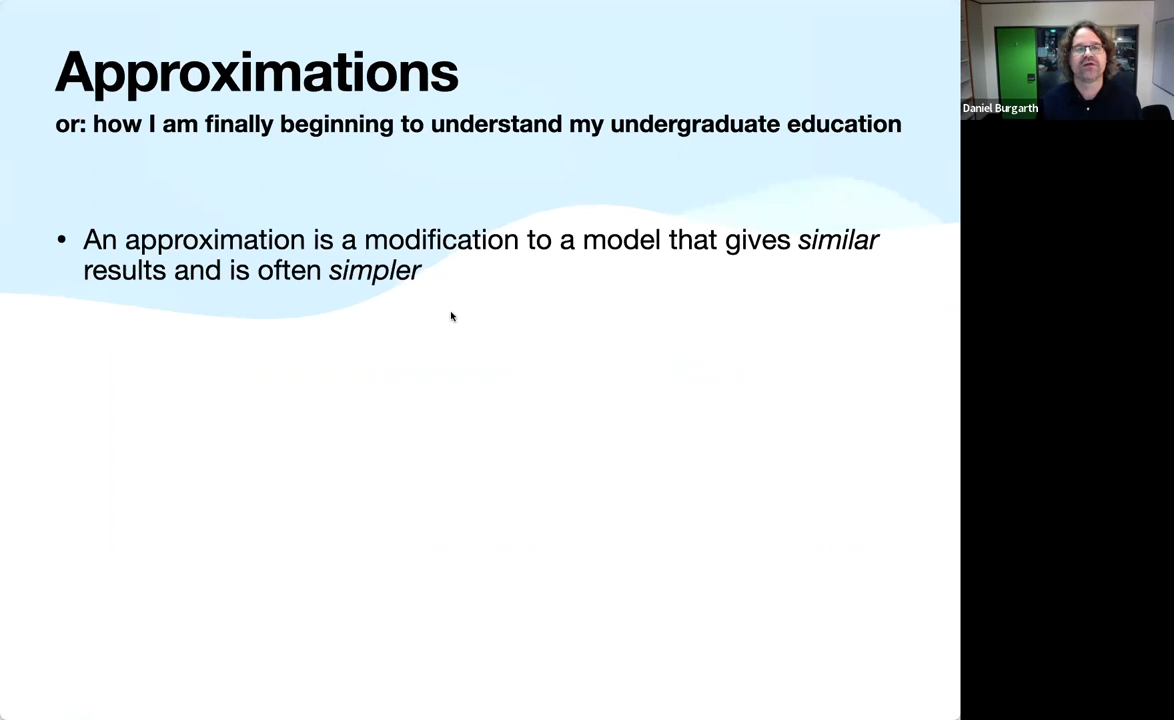 Approximations
or: how I am finally beginning to understand my undergraduate education
• An approximation is a modification to a model that gives similar
results and is often simpler
Daniel Burgarth